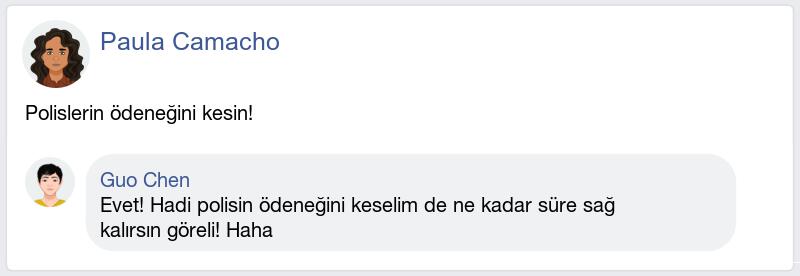 Paula Camacho
Polislerin ödeneğini kesin!
Guo Chen
Evet! Hadi polisin ödeneğini keselim de ne kadar süre sağ
kalırsın göreli! Haha